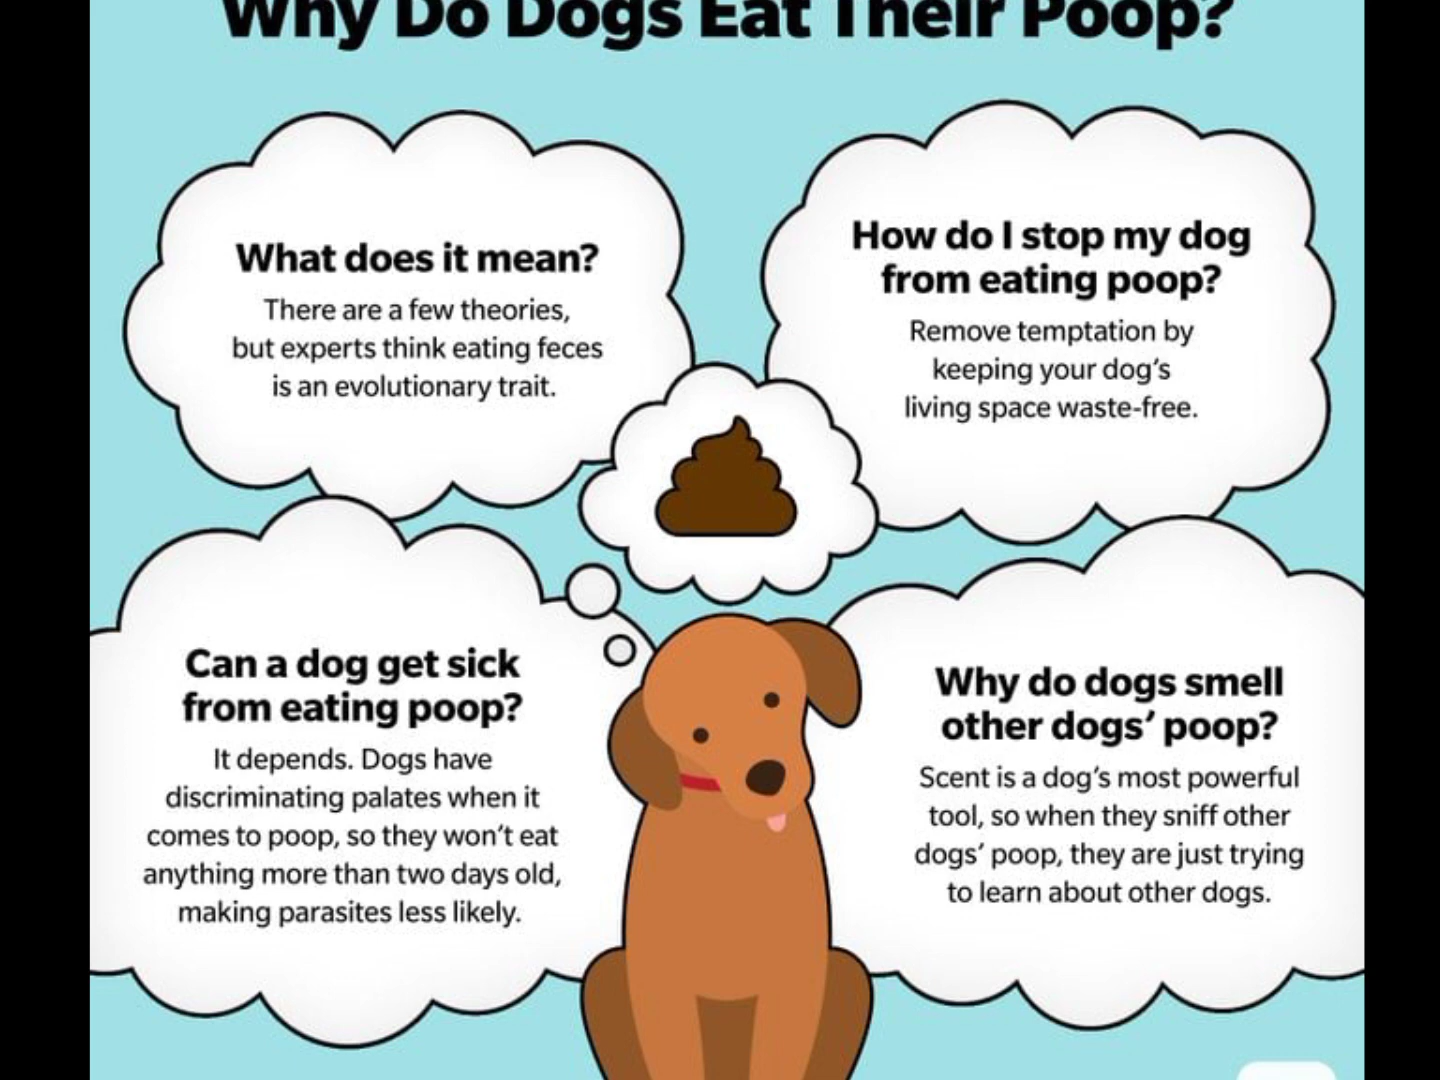 Why Do Dogs Eat Their Poop?
What does it mean?
There are a few theories,
but experts think eating feces
is an evolutionary trait.
How do I stop my dog
from eating poop?
Remove temptation by
keeping your dog's
living space waste-free.
Can a dog get sick
from eating poop?
It depends. Dogs have
discriminating palates when it
comes to poop, so they won't eat
anything more than two days old,
making parasites less likely.
Why do dogs smell
other dogs' poop?
Scent is a dog's most powerful
tool, so when they sniff other
dogs' poop, they are just trying
to learn about other dogs.